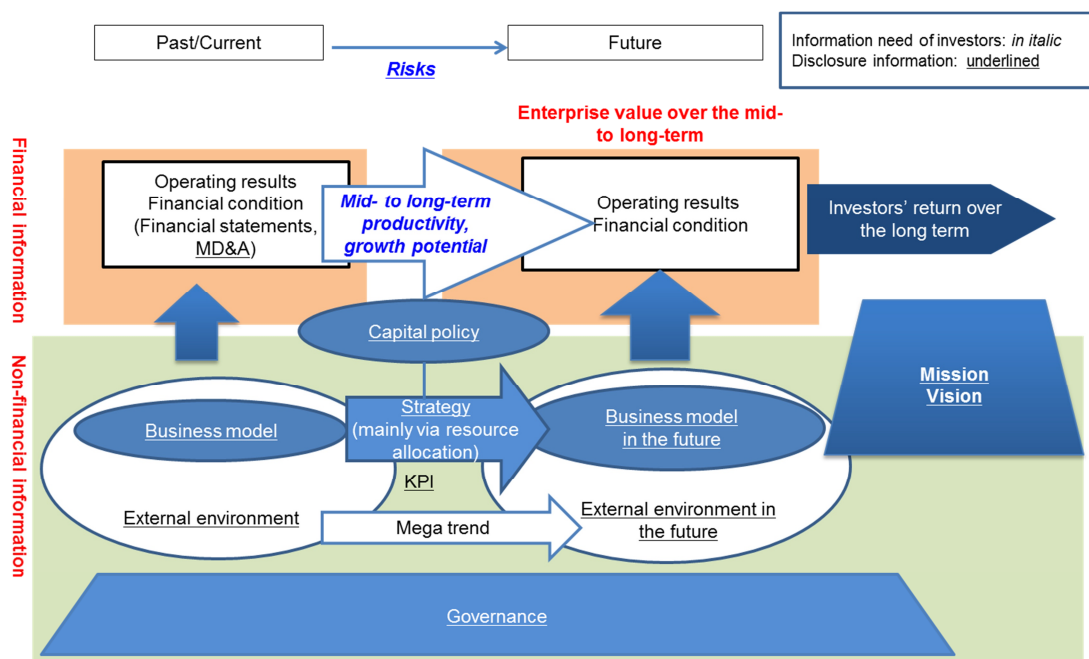 Past/Current
Future
Risks
Information need of investors: in italic
Disclosure information: underlined
Enterprise value over the mid-
to long-term
Financial information
Operating results
Financial condition
(Financial statements,
MD&A)
Mid- to long-term
productivity,
growth potential
Operating results
Financial condition
Investors' return over
the long term
Capital policy
Non-financial information
Business model
Strategy
(mainly via resource
allocation)
KPI
Business model
in the future
Mission
Vision
External environment
Mega trend
External environment in
the future
Governance